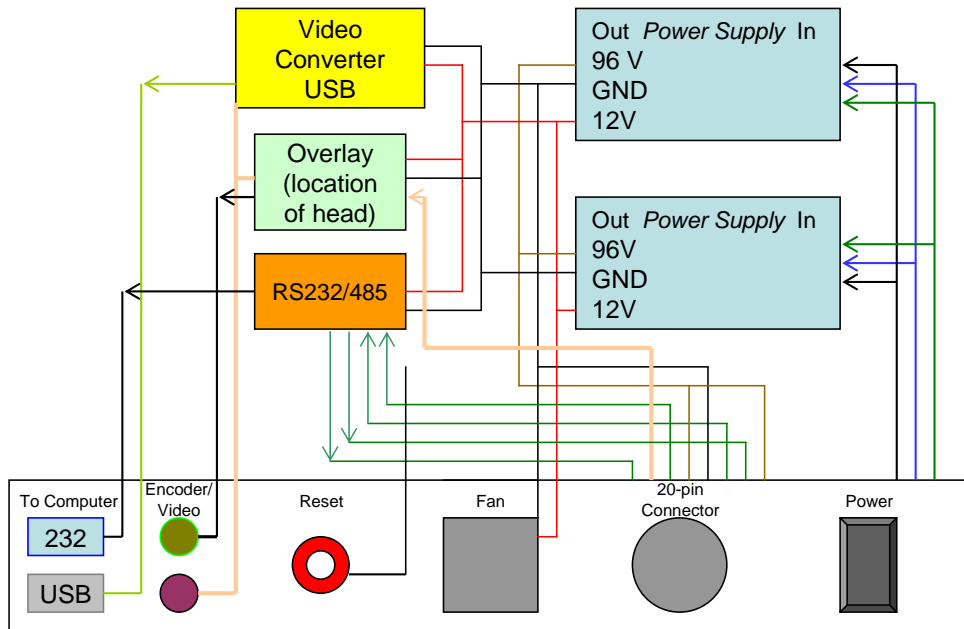 Video
Converter
USB
Out Power Supply In
96 V
GND
12V
Overlay
(location
of head)
Out Power Supply In
96V
GND
12V
RS232/485
To Computer
Encoder/
Video
Reset
Fan
20-pin
Connector
Power
232
USB